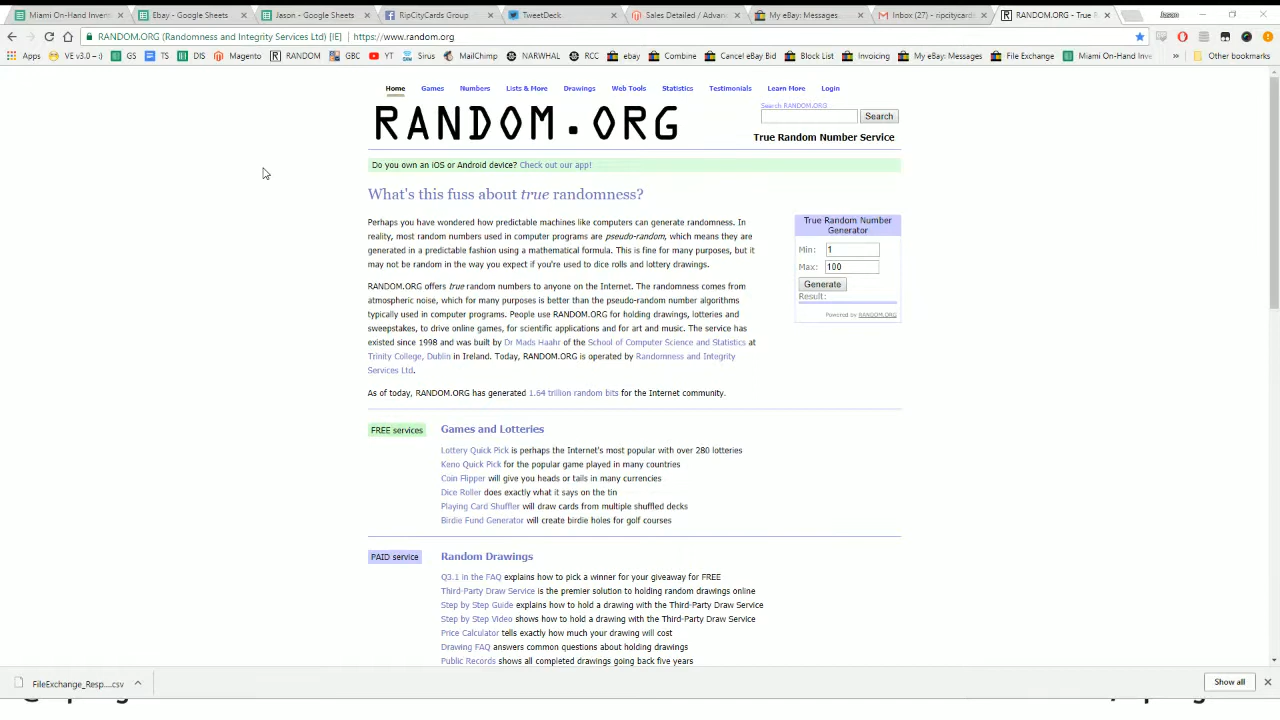 Miami On-Hand Invent
Ebay - Google Sheets
Jason - Google Sheets
RipCityCards Group
TweetDeck
Sales Detailed / Advan
My eBay: Messages
Inbox (27) - ripcitycards
RANDOM.ORG - True R
Jason
RANDOM.ORG (Randomness and Integrity Services Ltd) [IE]
https://www.random.org
Apps
VE v3.0 - :)
GS
TS
DIS
Magento
RANDOM
GBC
YT
Sirus
MailChimp
NARWHAL
RCC
ebay
Combine
Cancel eBay Bid
Block List
Invoicing
My eBay: Messages
File Exchange
Miami On-Hand Inve
»
Other bookmarks
Home Games Numbers Lists & More Drawings Web Tools Statistics Testimonials Learn More Login
RANDOM.ORG
Search RANDOM.ORG
Search
True Random Number Service
Do you own an iOS or Android device? Check out our app!
What's this fuss about true randomness?
Perhaps you have wondered how predictable machines like computers can generate randomness. In
reality, most random numbers used in computer programs are pseudo-random, which means they are
generated in a predictable fashion using a mathematical formula. This is fine for many purposes, but it
may not be random in the way you expect if you're used to dice rolls and lottery drawings.
RANDOM.ORG offers true random numbers to anyone on the Internet. The randomness comes from
atmospheric noise, which for many purposes is better than the pseudo-random number algorithms
typically used in computer programs. People use RANDOM.ORG for holding drawings, lotteries and
sweepstakes, to drive online games, for scientific applications and for art and music. The service has
existed since 1998 and was built by Dr Mads Haahr of the School of Computer Science and Statistics at
Trinity College, Dublin in Ireland. Today, RANDOM.ORG is operated by Randomness and Integrity
Services Ltd.
As of today, RANDOM.ORG has generated 1.64 trillion random bits for the Internet community.
True Random Number
Generator
Min: 1
Max: 100
Generate
Result:
Powered by RANDOM.ORG
FREE services
Games and Lotteries
Lottery Quick Pick is perhaps the Internet's most popular with over 280 lotteries
Keno Quick Pick for the popular game played in many countries
Coin Flipper will give you heads or tails in many currencies
Dice Roller does exactly what it says on the tin
Playing Card Shuffler will draw cards from multiple shuffled decks
Birdie Fund Generator will create birdie holes for golf courses
PAID service
Random Drawings
Q3.1 in the FAQ explains how to pick a winner for your giveaway for FREE
Third-Party Draw Service is the premier solution to holding random drawings online
Step by Step Guide explains how to hold a drawing with the Third-Party Draw Service
Step by Step Video shows how to hold a drawing with the Third-Party Draw Service
Price Calculator tells exactly how much your drawing will cost
Drawing FAQ answers common questions about holding drawings
Public Records shows all completed drawings going back five years
FileExchange_Resp....csv
Show all